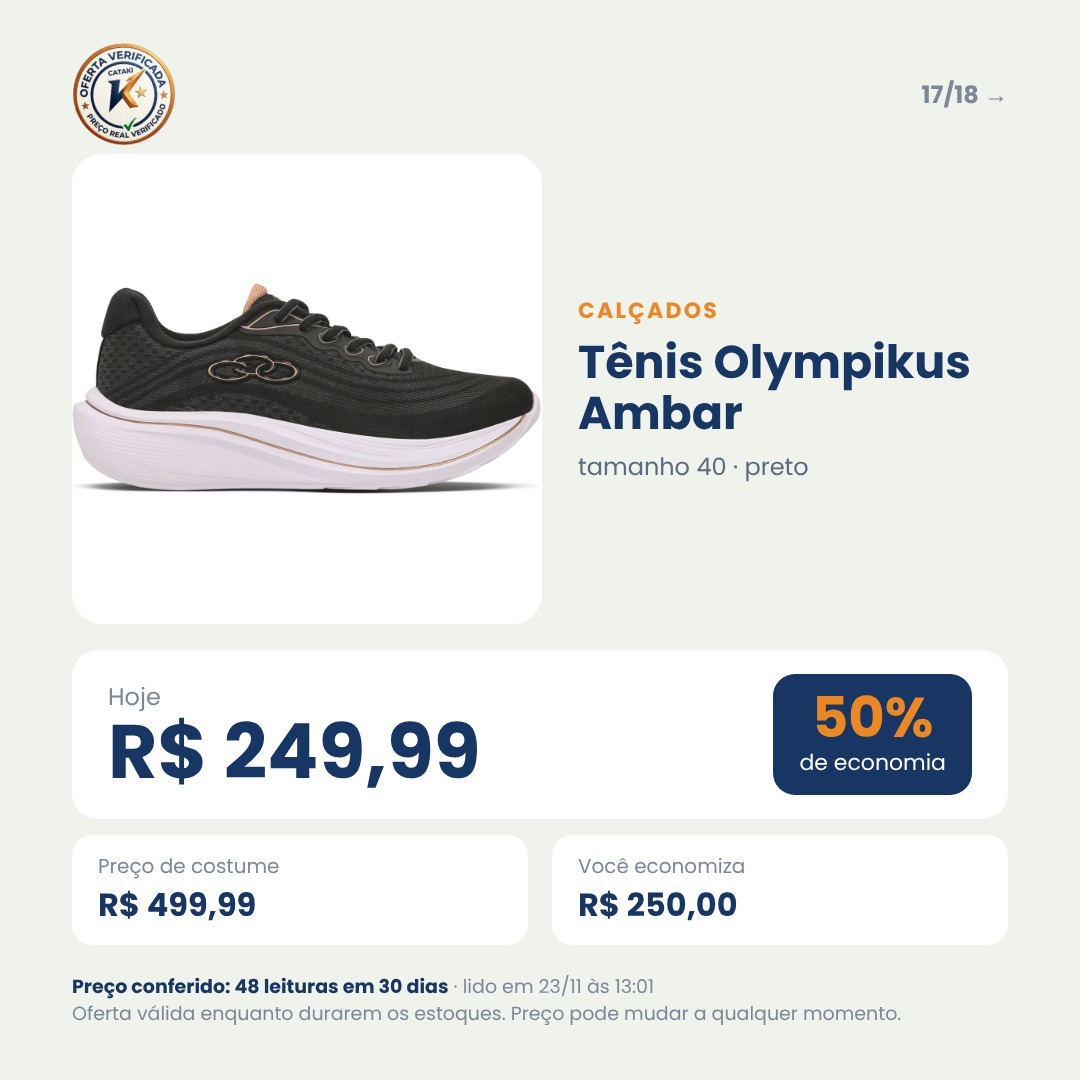 OFERTA VERIFICADA
CATAKI
K
PREÇO REAL VERIFICADO
17/18 →
CALÇADOS
Tênis Olympikus
Ambar
tamanho 40 · preto
Hoje
R$ 249,99
50%
de economia
Preço de costume
R$ 499,99
Você economiza
R$ 250,00
Preço conferido: 48 leituras em 30 dias · lido em 23/11 às 13:01
Oferta válida enquanto durarem os estoques. Preço pode mudar a qualquer momento.